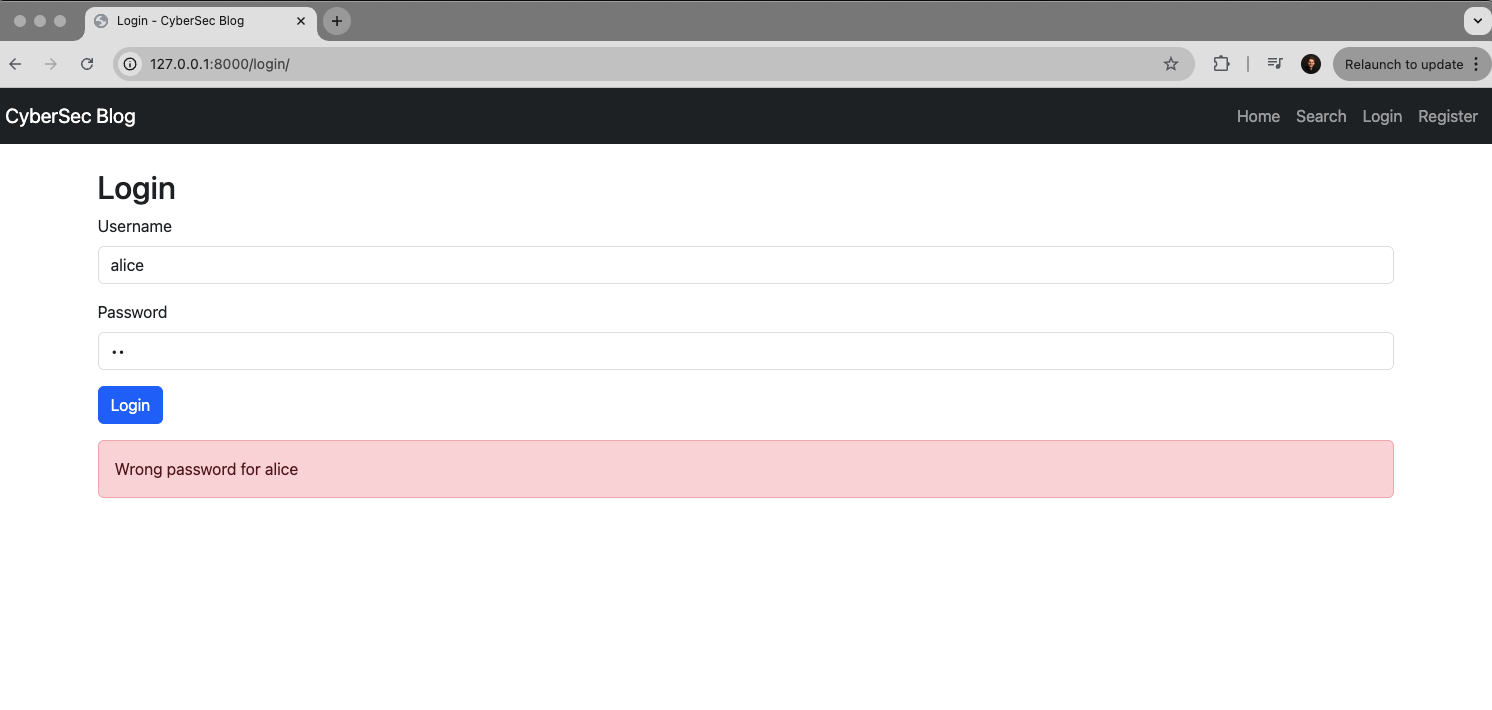 Login - CyberSec Blog
127.0.0.1:8000/login/
Relaunch to update
CyberSec Blog
Home Search Login Register
Login
Username
alice
Password
••
Login
Wrong password for alice